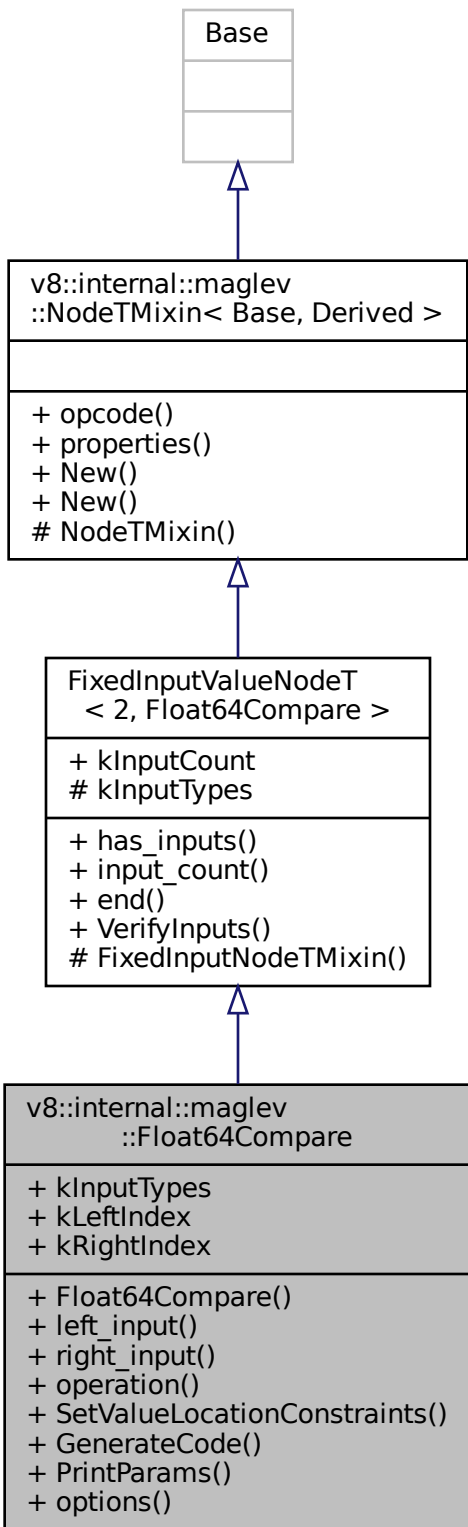 Base
v8::internal::maglev
::NodeTMixin< Base, Derived >
+ opcode()
+ properties()
+ New()
+ New()
# NodeTMixin()
FixedInputValueNodeT
< 2, Float64Compare >
+ kInputCount
# kInputTypes
+ has_inputs()
+ input_count()
+ end()
+ VerifyInputs()
# FixedInputNodeTMixin()
v8::internal::maglev
::Float64Compare
+ kInputTypes
+ kLeftIndex
+ kRightIndex
+ Float64Compare()
+ left_input()
+ right_input()
+ operation()
+ SetValueLocationConstraints()
+ GenerateCode()
+ PrintParams()
+ options()